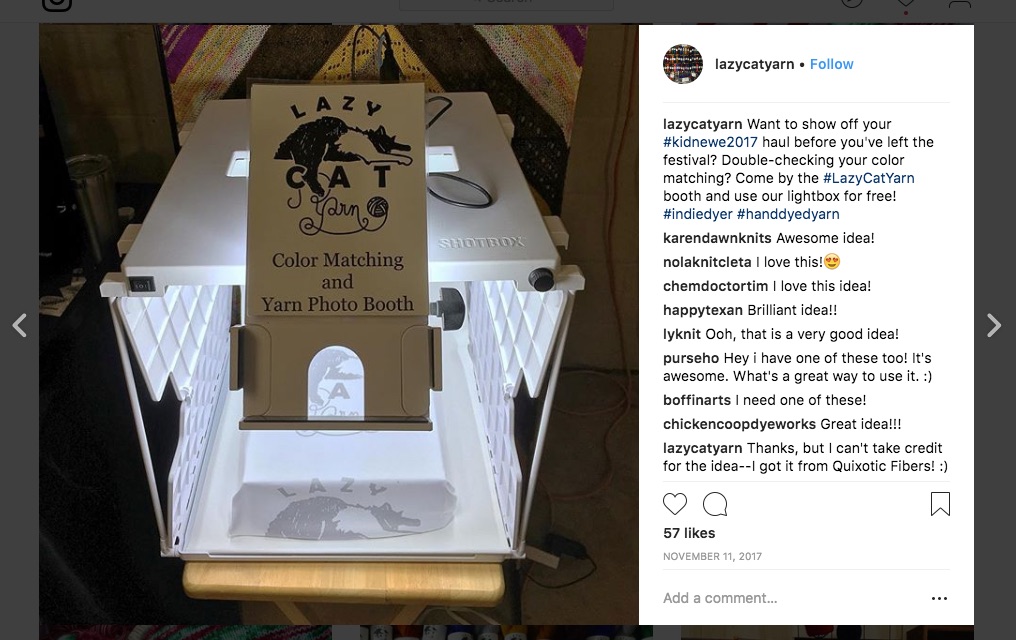 Search
LAZY
CAT
Yarn
Color Matching
and
Yarn Photo Booth
SHOTBOX
A
Yarn
LAZY
lazycatyarn • Follow
lazycatyarn Want to show off your
#kidnewe2017 haul before you've left the
festival? Double-checking your color
matching? Come by the #LazyCatYarn
booth and use our lightbox for free!
#indiedyer #handdyedyarn
karendawnknits Awesome idea!
nolaknitcleta I love this!😍
chemdoctortim I love this idea!
happytexan Brilliant idea!!
lyknit Ooh, that is a very good idea!
purseho Hey i have one of these too! It's
awesome. What's a great way to use it. :)
boffinarts I need one of these!
chickencoopdyeworks Great idea!!!
lazycatyarn Thanks, but I can't take credit
for the idea--I got it from Quixotic Fibers! :)
57 likes
NOVEMBER 11, 2017
Add a comment...